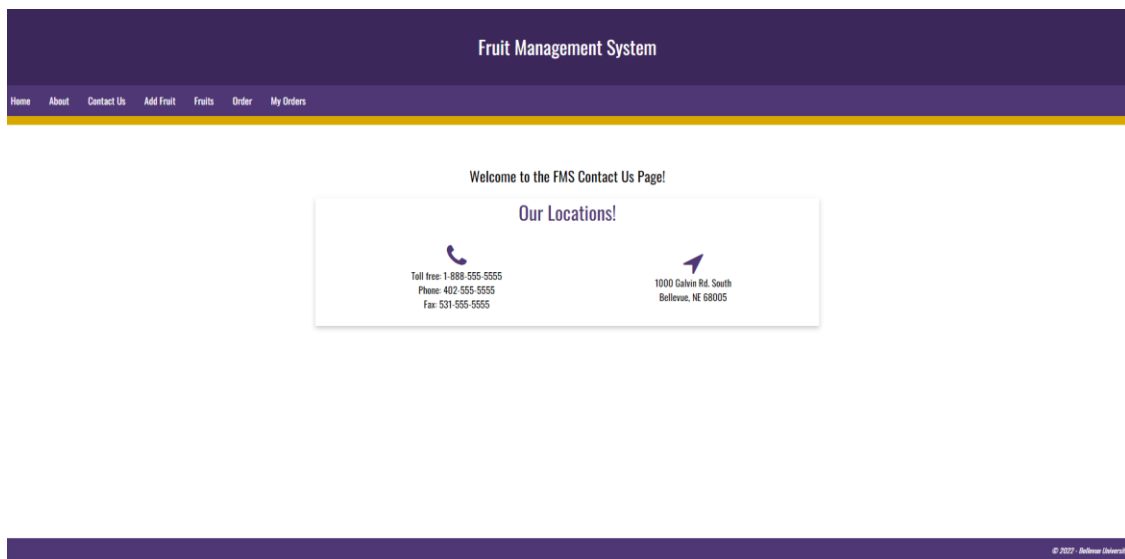 Fruit Management System
Home About Contact Us Add Fruit Fruits Order My Orders
Welcome to the FMS Contact Us Page!
Our Locations!
Toll free: 1-888-555-5555
Phone: 402-555-5555
Fax: 531-555-5555
1000 Galvin Rd. South
Bellevue, NE 68005
© 2022 - Bellevue Universit